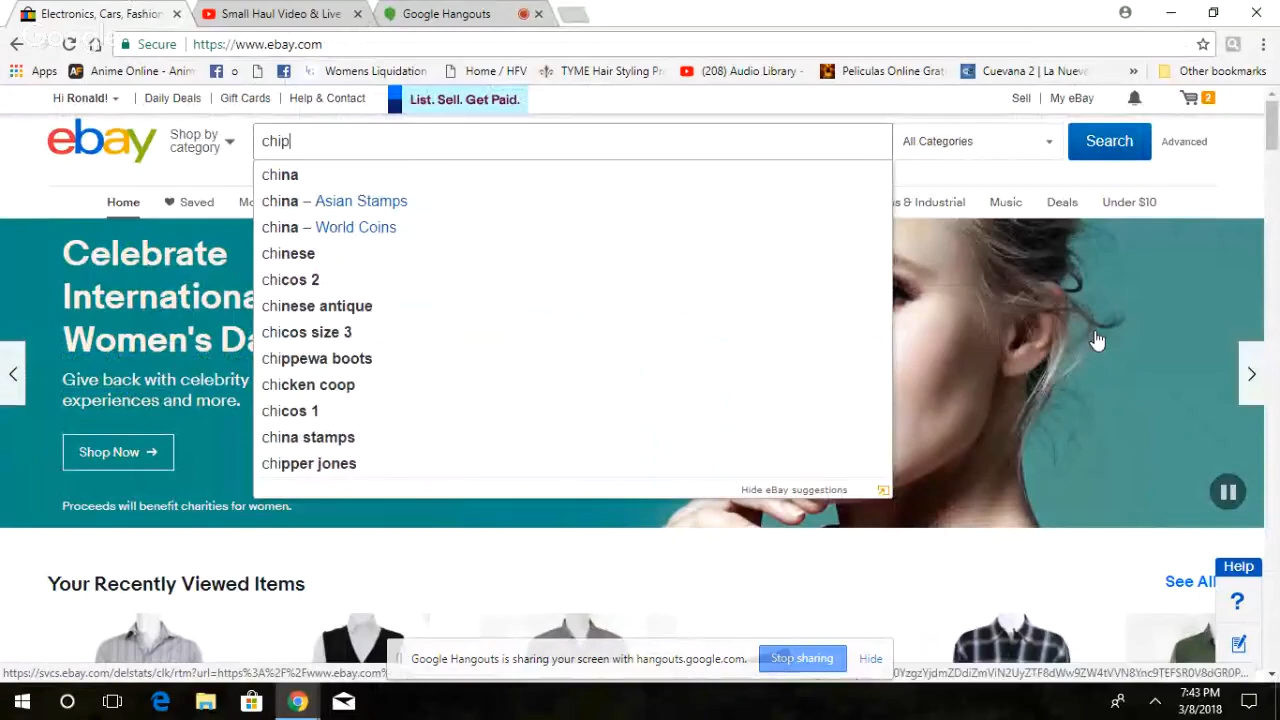 Electronics, Cars, Fashion
Small Haul Video & Live
Google Hangouts
Secure
https://www.ebay.com
Apps
Anime Online - Anim
o
Womens Liquidation
Home / HFV
TYME Hair Styling Pr
(208) Audio Library -
Peliculas Online Grat
Cuevana 2 | La Nueve
»
Other bookmarks
Hi Ronald!
Daily Deals
Gift Cards
Help & Contact
List. Sell. Get Paid.
Sell
My eBay
2
ebay
Shop by
category
chip
All Categories
Search
Advanced
Home
Saved
Mo
s & Industrial
Music
Deals
Under $10
china
china – Asian Stamps
china – World Coins
chinese
chicos 2
chinese antique
chicos size 3
chippewa boots
chicken coop
chicos 1
china stamps
chipper jones
Hide eBay suggestions
Celebrate
Internationa
Women's Da
Give back with celebrity
experiences and more.
Shop Now →
Proceeds will benefit charities for women.
Your Recently Viewed Items
See All
Help
?
Google Hangouts is sharing your screen with hangouts.google.com.
Stop sharing
Hide
7:43 PM
3/8/2018